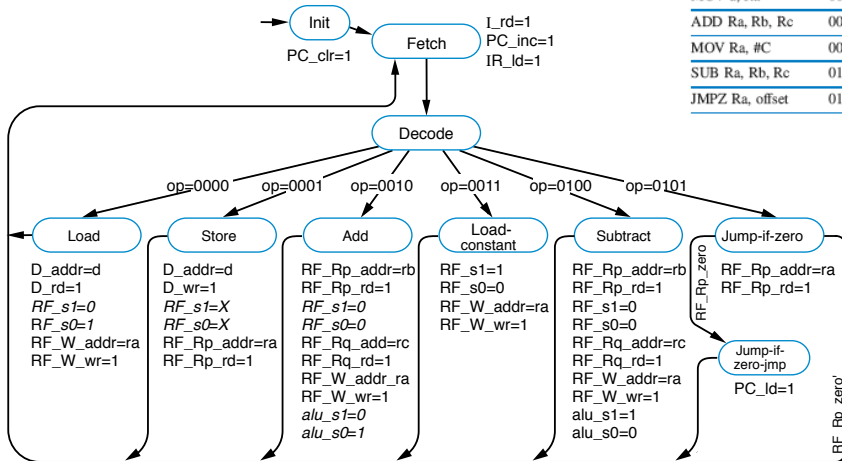 Init
PC_clr=1
Fetch
I_rd=1
PC_inc=1
IR_ld=1
ADD Ra, Rb, Rc 00
MOV Ra, #C 00
SUB Ra, Rb, Rc 01
JMPZ Ra, offset 01
Decode
op=0000
op=0001
op=0010
op=0011
op=0100
op=0101
Load
D_addr=d
D_rd=1
RF_s1=0
RF_s0=1
RF_W_addr=ra
RF_W_wr=1
Store
D_addr=d
D_wr=1
RF_s1=X
RF_s0=X
RF_Rp_addr=ra
RF_Rp_rd=1
Add
RF_Rp_addr=rb
RF_Rp_rd=1
RF_s1=0
RF_s0=0
RF_Rq_add=rc
RF_Rq_rd=1
RF_W_addr_ra
RF_W_wr=1
alu_s1=0
alu_s0=1
Load-
constant
RF_s1=1
RF_s0=0
RF_W_addr=ra
RF_W_wr=1
Subtract
RF_Rp_addr=rb
RF_Rp_rd=1
RF_s1=0
RF_s0=0
RF_Rq_addr=rc
RF_Rq_rd=1
RF_W_addr=ra
RF_W_wr=1
alu_s1=1
alu_s0=0
Jump-if-zero
RF_Rp_addr=ra
RF_Rp_rd=1
RF_Rp_zero
Jump-if-
zero-jmp
PC_ld=1
RF_Rp_zero'